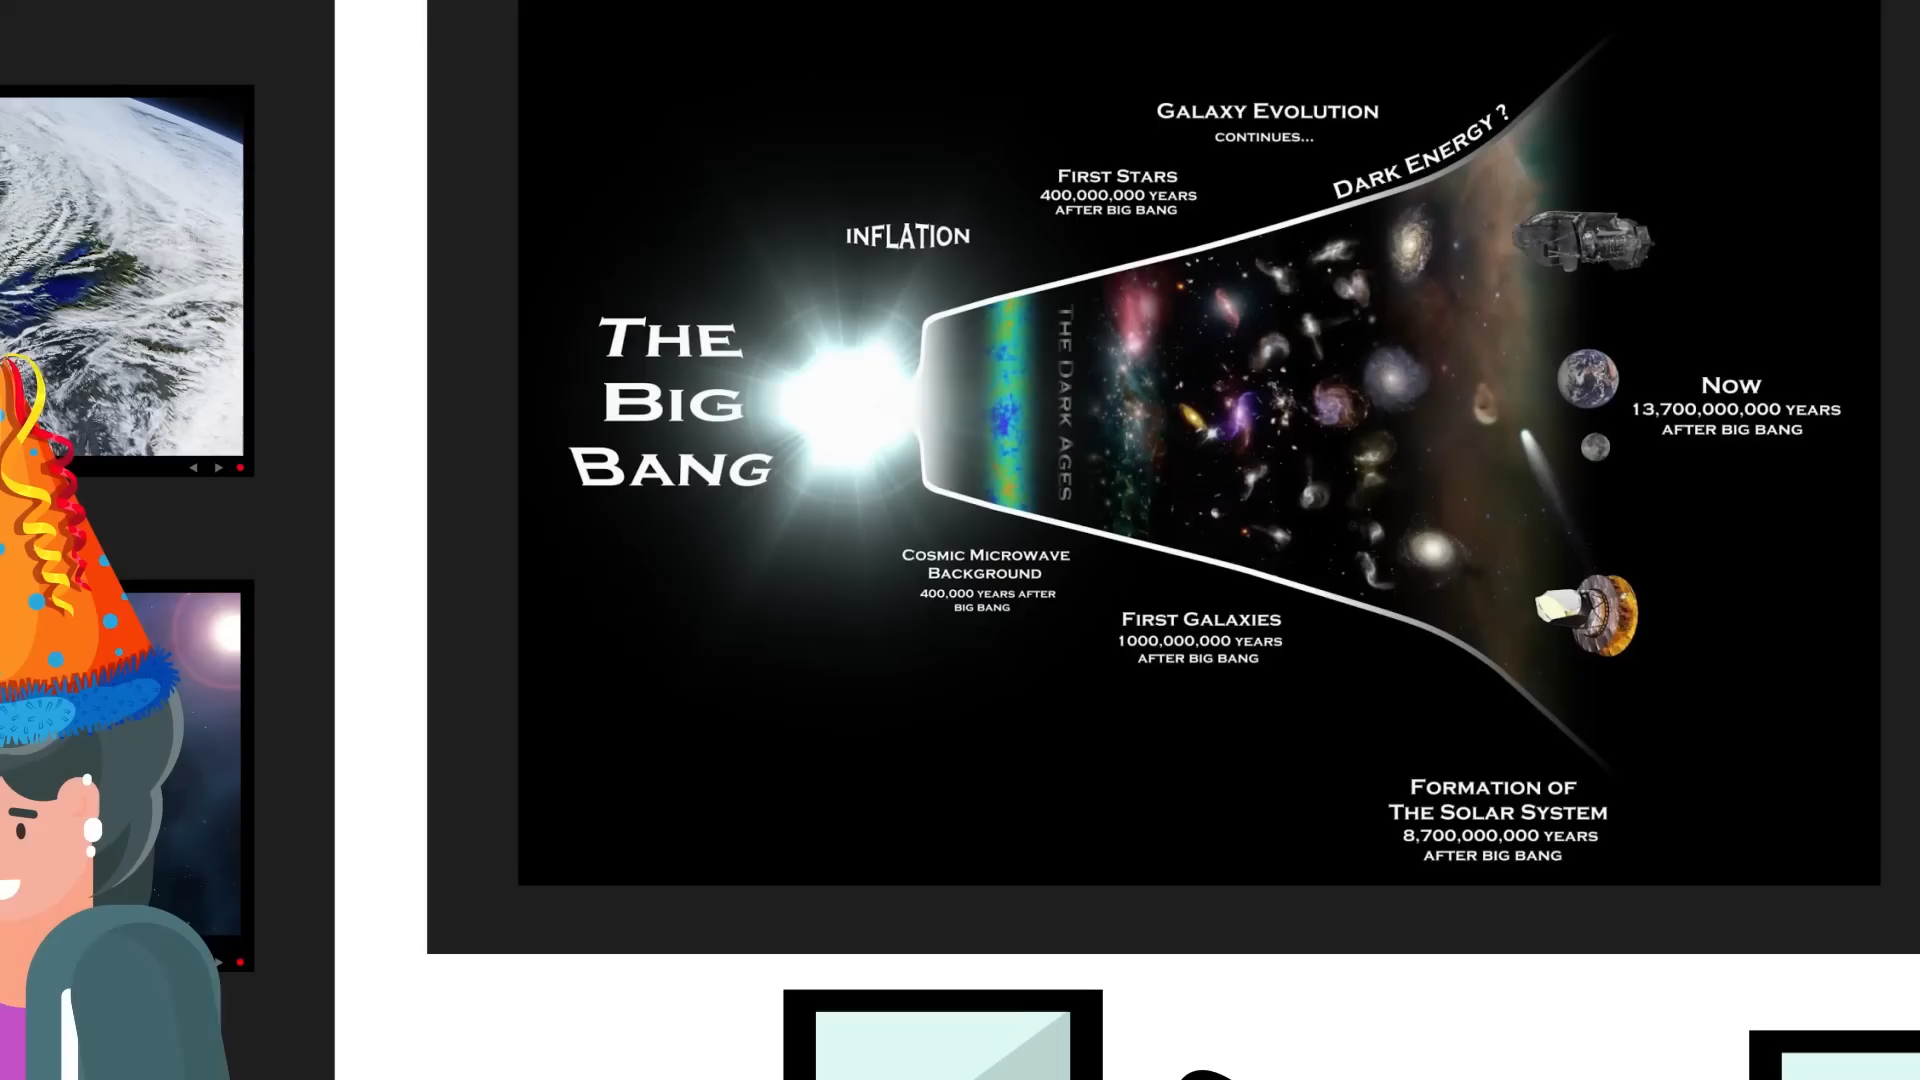 THE
BIG
BANG
INFLATION
FIRST STARS
400,000,000 YEARS
AFTER BIG BANG
GALAXY EVOLUTION
CONTINUES...
DARK ENERGY ?
THE DARK AGES
COSMIC MICROWAVE
BACKGROUND
400,000 YEARS AFTER
BIG BANG
FIRST GALAXIES
1000,000,000 YEARS
AFTER BIG BANG
NOW
13,700,000,000 YEARS
AFTER BIG BANG
FORMATION OF
THE SOLAR SYSTEM
8,700,000,000 YEARS
AFTER BIG BANG